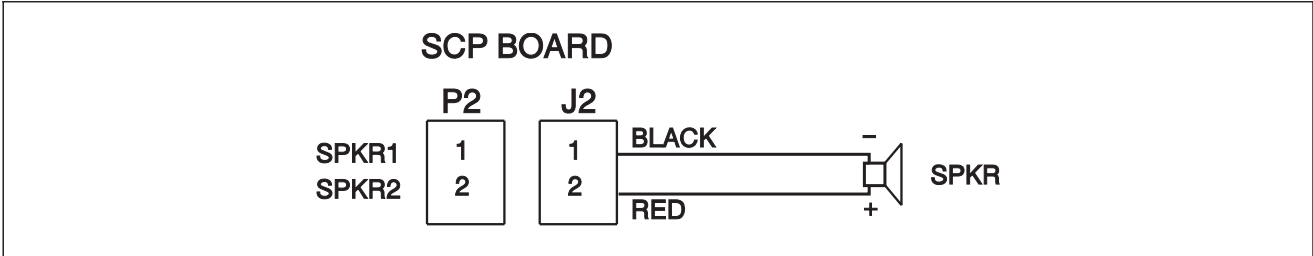 SCP BOARD
P2 J2
SPKR1 1 1 BLACK −
SPKR2 2 2 RED +
SPKR